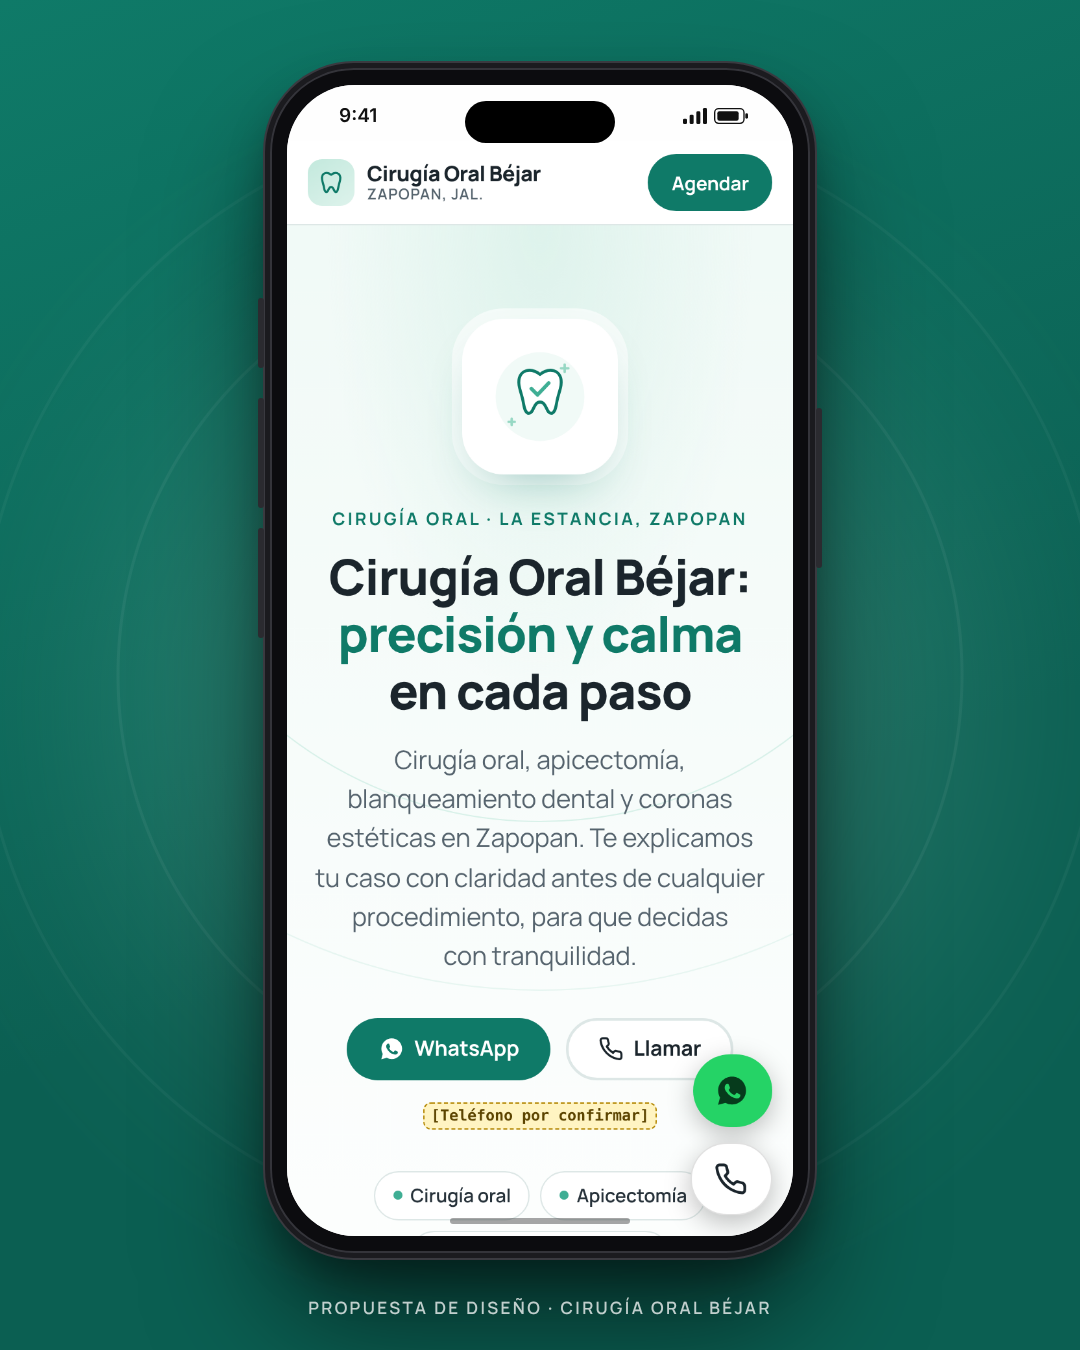 9:41
Cirugía Oral Béjar
ZAPOPAN, JAL.
Agendar
CIRUGÍA ORAL · LA ESTANCIA, ZAPOPAN
Cirugía Oral Béjar:
precisión y calma
en cada paso
Cirugía oral, apicectomía,
blanqueamiento dental y coronas
estéticas en Zapopan. Te explicamos
tu caso con claridad antes de cualquier
procedimiento, para que decidas
con tranquilidad.
WhatsApp
Llamar
[Teléfono por confirmar]
Cirugía oral
Apicectomía
PROPUESTA DE DISEÑO · CIRUGÍA ORAL BÉJAR